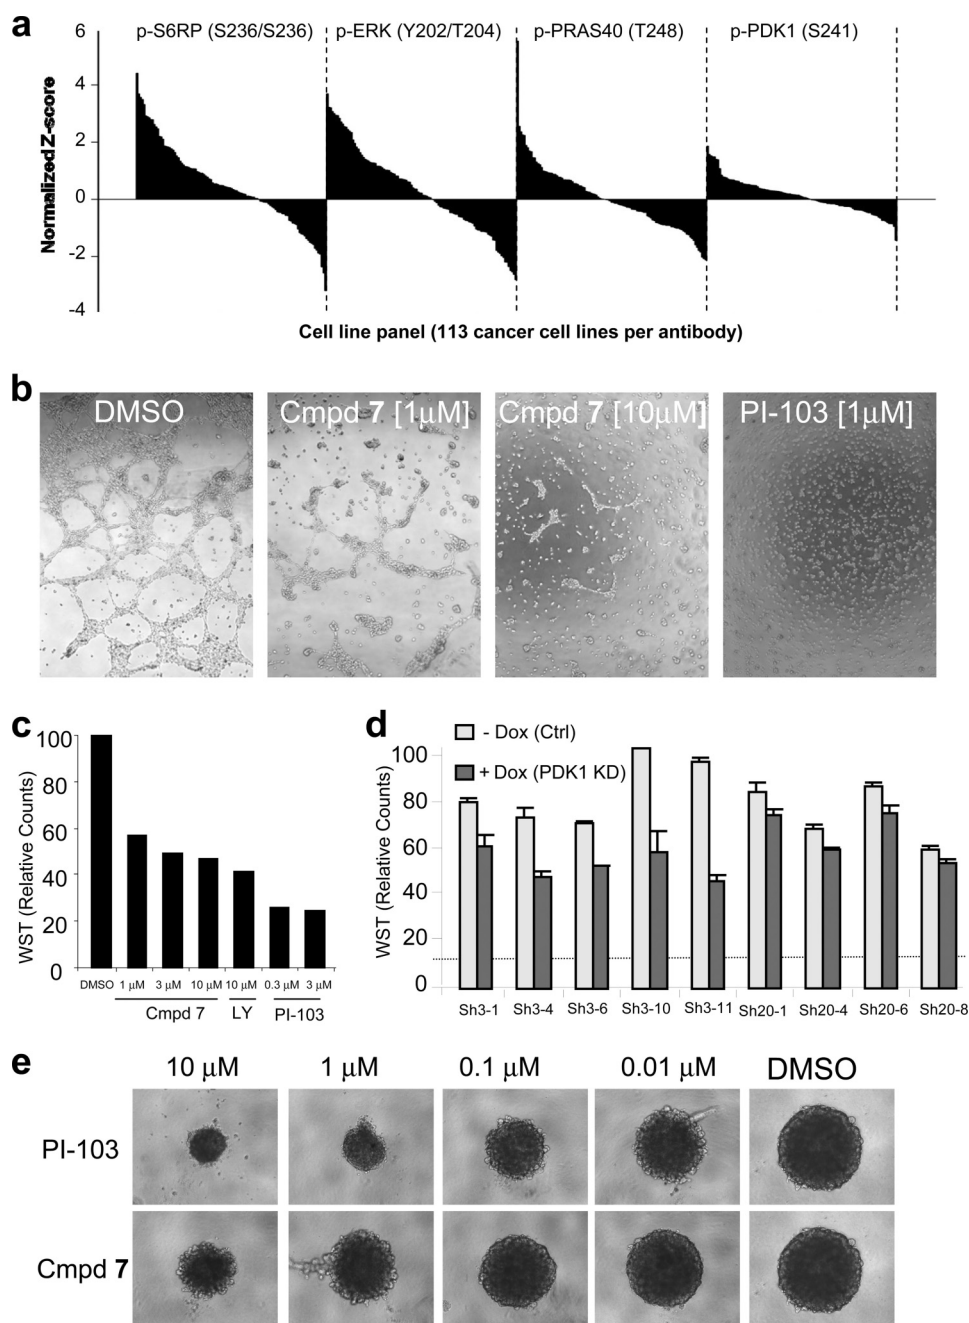 a
p-S6RP (S236/S236) p-ERK (Y202/T204) p-PRAS40 (T248) p-PDK1 (S241)
Normalized Z-score
6
4
2
0
-2
-4
Cell line panel (113 cancer cell lines per antibody)
b
DMSO Cmpd 7 [1μM] Cmpd 7 [10μM] PI-103 [1μM]
c
WST (Relative Counts)
100
80
60
40
20
0
DMSO 1 μM 3 μM 10 μM 10 μM 0.3 μM 3 μM
Cmpd 7 LY PI-103
d
- Dox (Ctrl)
+ Dox (PDK1 KD)
WST (Relative Counts)
100
80
60
40
20
0
Sh3-1 Sh3-4 Sh3-6 Sh3-10 Sh3-11 Sh20-1 Sh20-4 Sh20-6 Sh20-8
e
10 μM 1 μM 0.1 μM 0.01 μM DMSO
PI-103
Cmpd 7